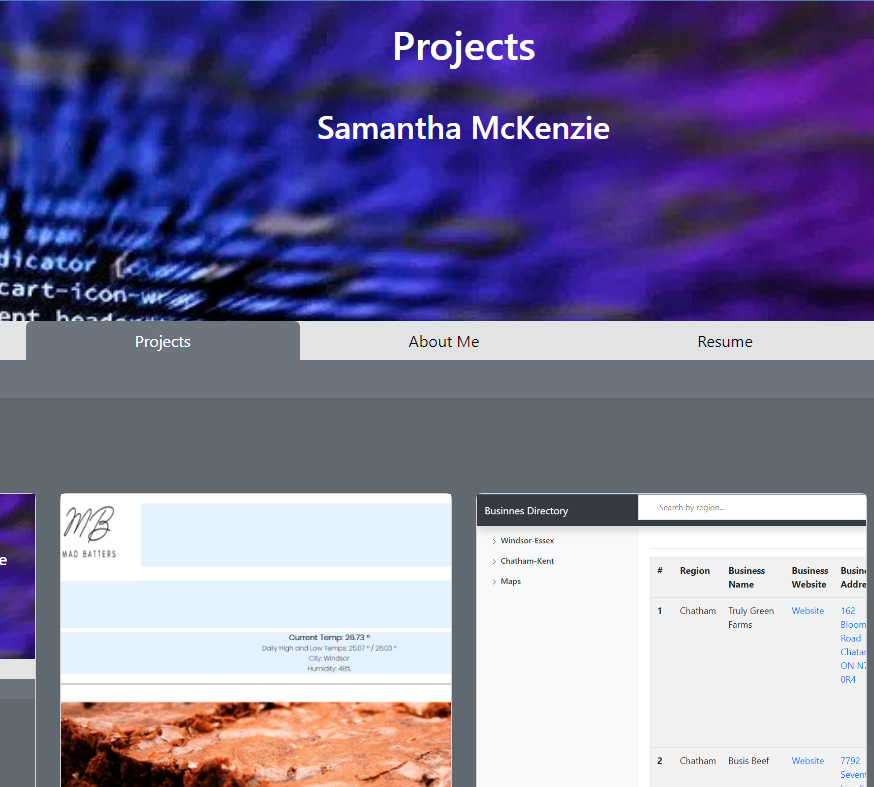 Projects
Samantha McKenzie
dicator {
cart-icon-wrap
Projects
About Me
Resume
e
MB
MAD BATTERS
Current Temp: 26.73 °
Daily High and Low Temps: 25.07 ° / 28.03 °
City: Windsor
Humidity: 48%
Businnes Directory
Search by region...
Windsor-Essex
Chatham-Kent
Maps
# Region Business Name Business Website Busine Addre
1 Chatham Truly Green Farms Website 162 Bloom Road Chatar ON N7 0R4
2 Chatham Busis Beef Website 7792 Sevent